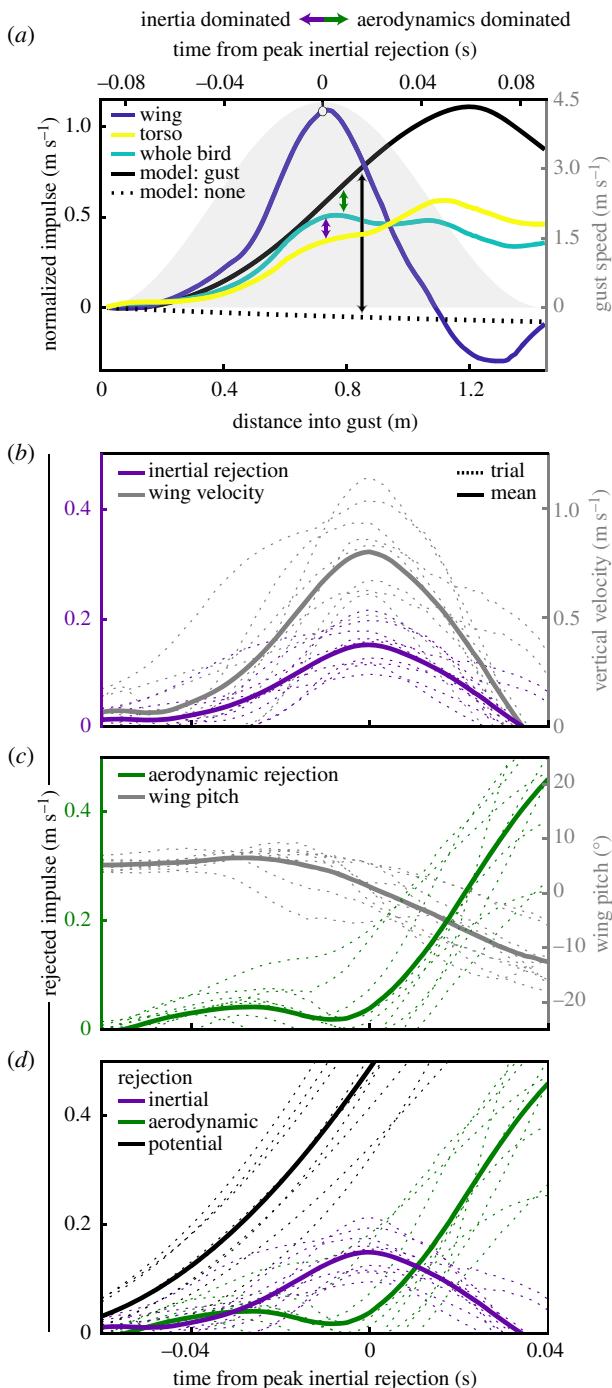 inertia dominated aerodynamics dominated
(a)
time from peak inertial rejection (s)
−0.08 −0.04 0 0.04 0.08
wing
torso
whole bird
model: gust
model: none
normalized impulse (m s⁻¹)
1.0
0.5
0
4.5
3.0
1.5
0
gust speed (m s⁻¹)
0 0.4 0.8 1.2
distance into gust (m)
(b)
inertial rejection
wing velocity
trial
mean
0.4
0.2
0
1.0
0.5
0
vertical velocity (m s⁻¹)
(c)
aerodynamic rejection
wing pitch
rejected impulse (m s⁻¹)
0.4
0.2
0
20
10
0
−10
−20
wing pitch (°)
(d)
rejection
inertial
aerodynamic
potential
0.4
0.2
0
−0.04 0 0.04
time from peak inertial rejection (s)